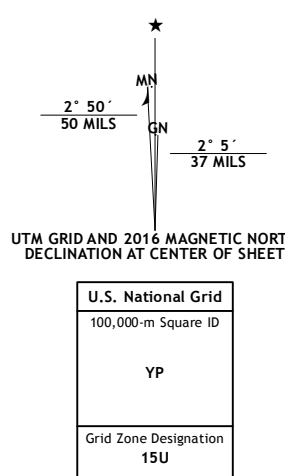 ★
MN
GN
2° 50´
50 MILS
2° 5´
37 MILS
UTM GRID AND 2016 MAGNETIC NORT
DECLINATION AT CENTER OF SHEET
U.S. National Grid
100,000-m Square ID
YP
Grid Zone Designation
15U